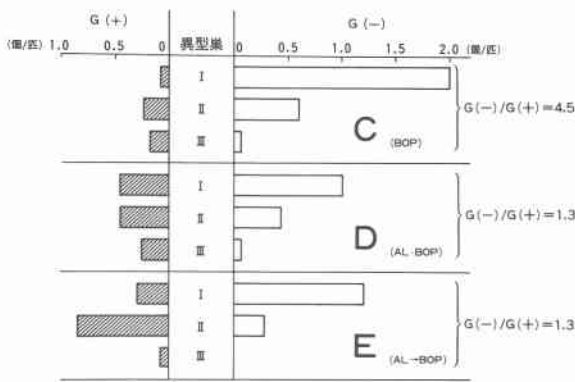 G (+)
G (−)
(個/匹) 1.0 0.5 0 異型巣 0 0.5 1.0 1.5 2.0 (個/匹)
I
II
III
C (BOP)
G(−)/G(+)=4.5
I
II
III
D (AL·BOP)
G(−)/G(+)=1.3
I
II
III
E (AL→BOP)
G(−)/G(+)=1.3